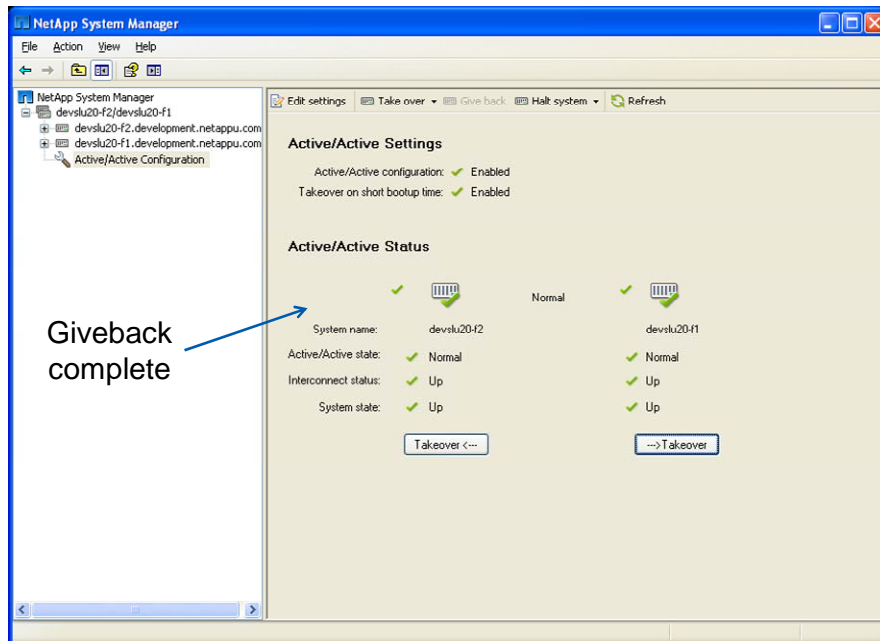 NetApp System Manager
File Action View Help
NetApp System Manager
devslu20-f2/devslu20-f1
devslu20-f2.development.netappu.com
devslu20-f1.development.netappu.com
Active/Active Configuration
Edit settings Take over Give back Halt system Refresh
Active/Active Settings
Active/Active configuration: Enabled
Takeover on short bootup time: Enabled
Active/Active Status
Normal
System name: devslu20-f2 devslu20-f1
Active/Active state: Normal Normal
Interconnect status: Up Up
System state: Up Up
Takeover <--- --->Takeover
Giveback
complete